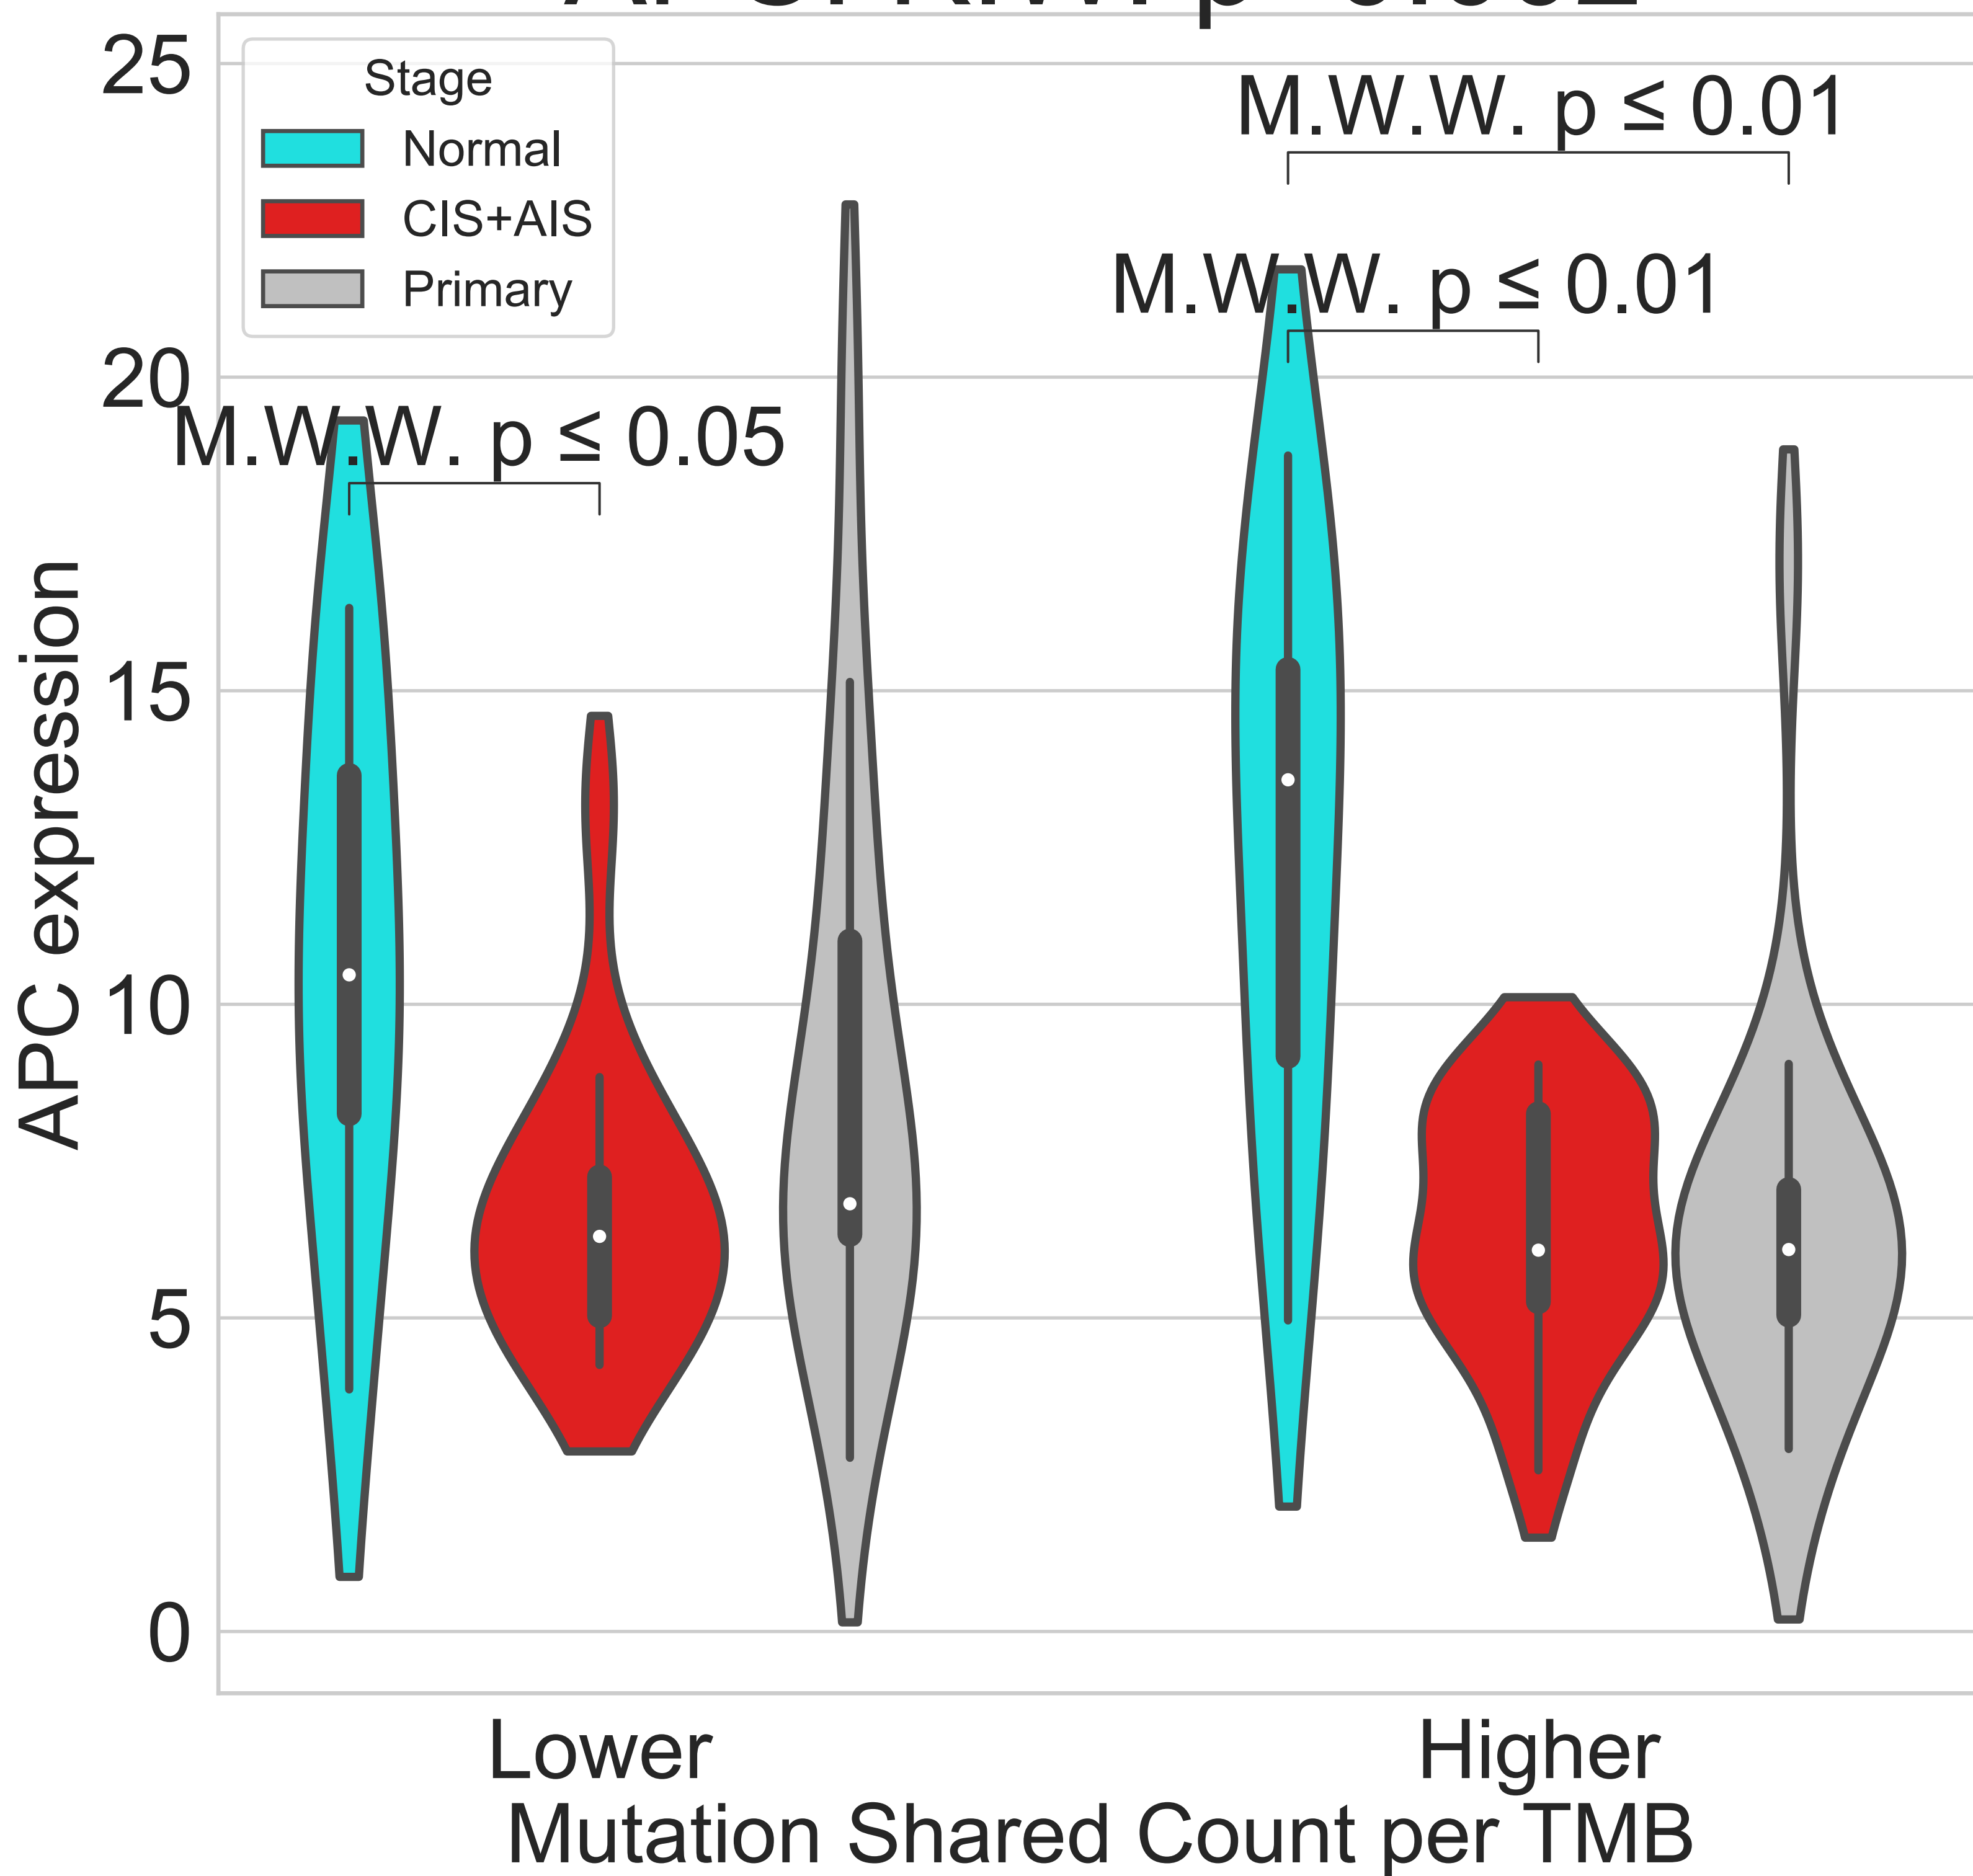 25
Stage
Normal
CIS+AIS
Primary
M.W.W. p ≤ 0.01
M.W.W. p ≤ 0.01
20
M.W.W. p ≤ 0.05
15
10
5
0
APC expression
Lower
Higher
Mutation Shared Count per TMB